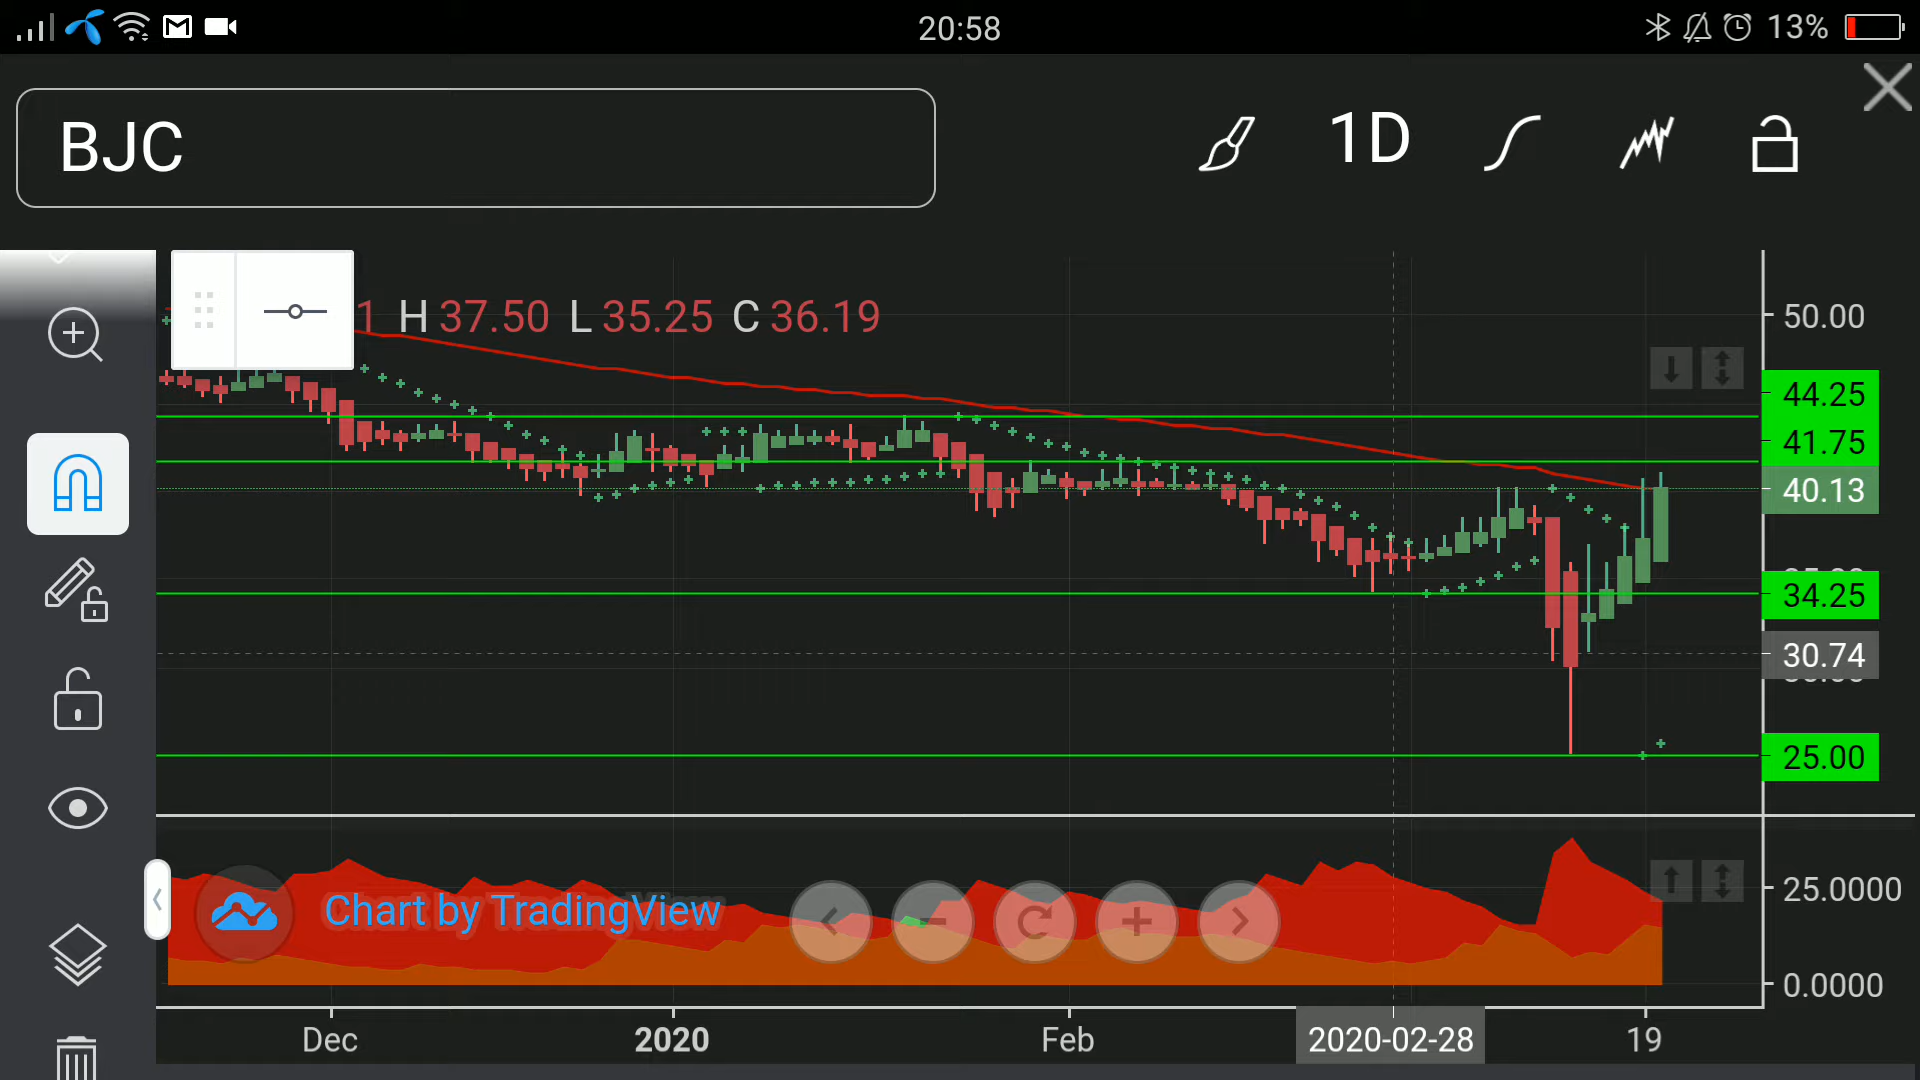 20:58
13%
BJC
1D
1 H 37.50 L 35.25 C 36.19
50.00
44.25
41.75
40.13
34.25
30.74
25.00
Chart by TradingView
25.0000
0.0000
Dec
2020
Feb
2020-02-28
19